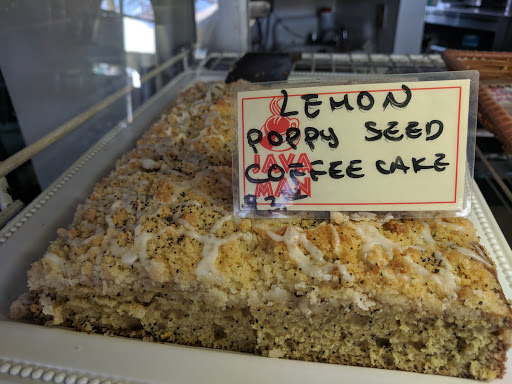 LEMON
POPPY SEED
COFFEE CAKE
JAVA
MAN